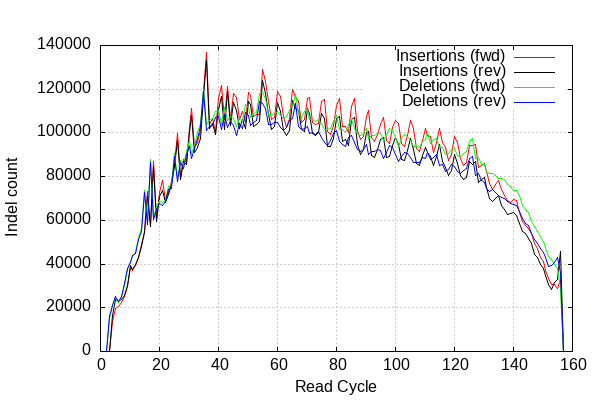 140000
Insertions (fwd)
Insertions (rev)
120000
Deletions (fwd)
Deletions (rev)
100000
80000
Indel count
60000
40000
20000
0
0 20 40 60 80 100 120 140 160
Read Cycle